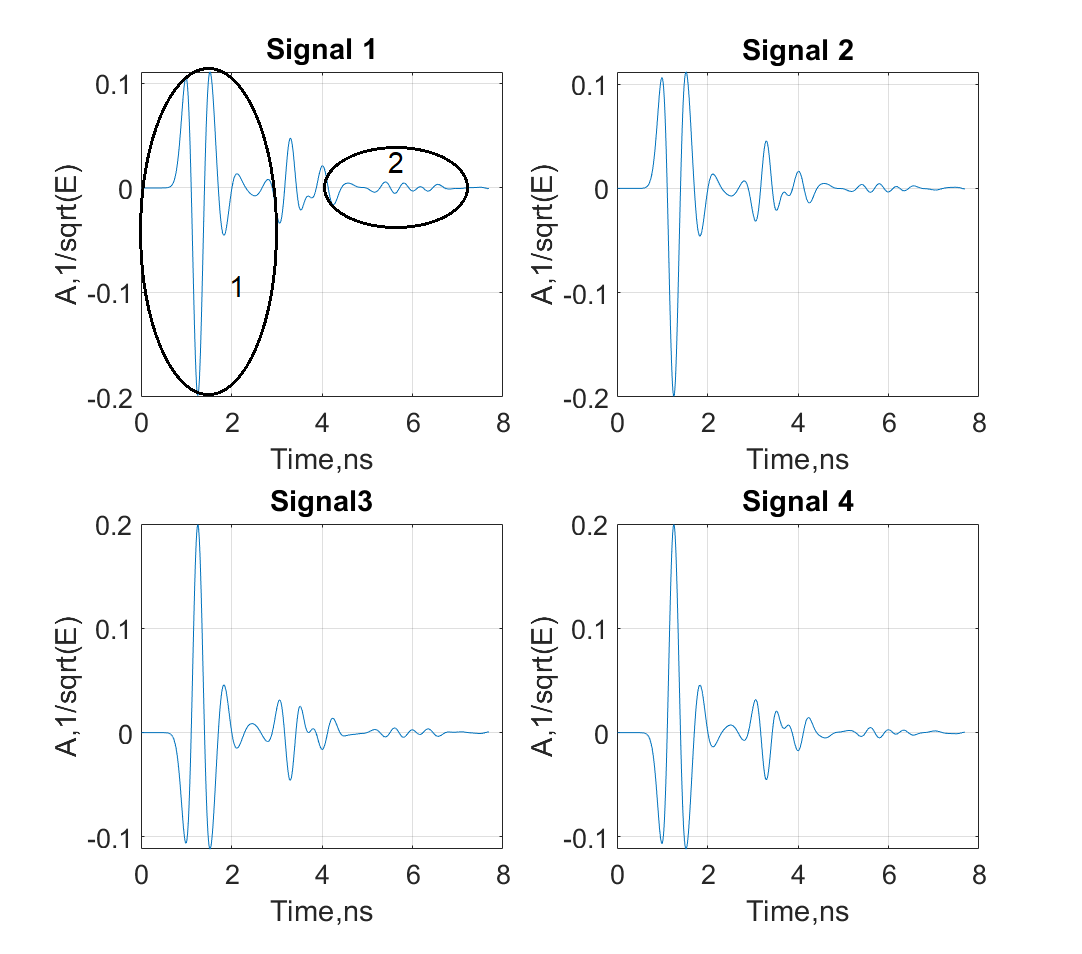 Signal 1
Signal 2
0.1
0
-0.1
-0.2
A,1/sqrt(E)
1
2
0 2 4 6 8
Time,ns
0.1
0
-0.1
-0.2
A,1/sqrt(E)
0 2 4 6 8
Time,ns
Signal3
Signal 4
0.2
0.1
0
-0.1
A,1/sqrt(E)
0 2 4 6 8
Time,ns
0.2
0.1
0
-0.1
A,1/sqrt(E)
0 2 4 6 8
Time,ns